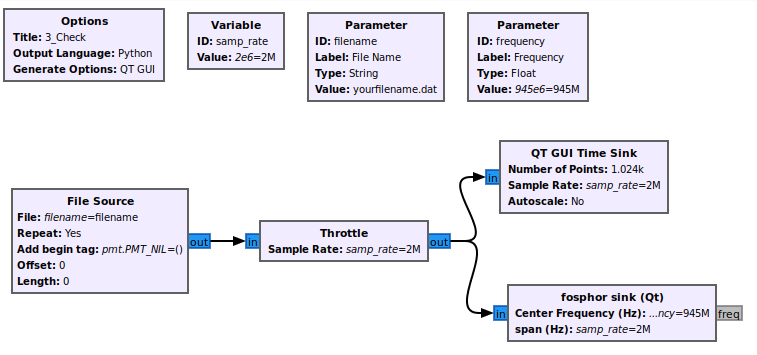 Options
Title: 3_Check
Output Language: Python
Generate Options: QT GUI
Variable
ID: samp_rate
Value: 2e6=2M
Parameter
ID: filename
Label: File Name
Type: String
Value: yourfilename.dat
Parameter
ID: frequency
Label: Frequency
Type: Float
Value: 945e6=945M
File Source
File: filename=filename
Repeat: Yes
Add begin tag: pmt.PMT_NIL=()
Offset: 0
Length: 0
out
in
Throttle
Sample Rate: samp_rate=2M
out
in
QT GUI Time Sink
Number of Points: 1.024k
Sample Rate: samp_rate=2M
Autoscale: No
in
fosphor sink (Qt)
Center Frequency (Hz): ...ncy=945M
span (Hz): samp_rate=2M
freq